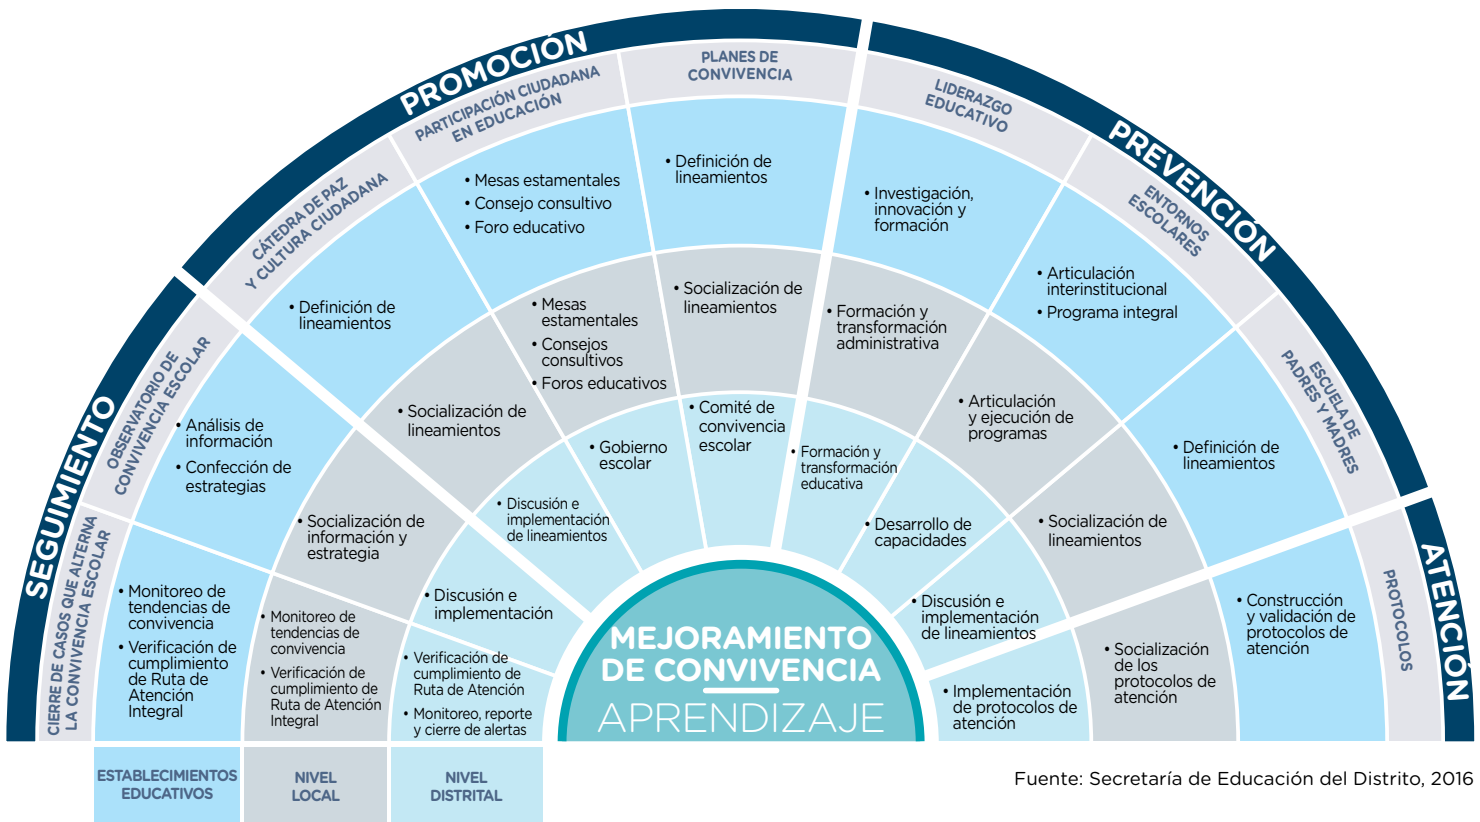 SEGUIMIENTO
PROMOCIÓN
PREVENCIÓN
ATENCIÓN
CIERRE DE CASOS QUE ALTERNA
LA CONVIVENCIA ESCOLAR
OBSERVATORIO DE
CONVIVENCIA ESCOLAR
CÁTEDRA DE PAZ
Y CULTURA CIUDADANA
PARTICIPACIÓN CIUDADANA
EN EDUCACIÓN
PLANES DE
CONVIVENCIA
LIDERAZGO
EDUCATIVO
ENTORNOS
ESCOLARES
ESCUELA DE
PADRES Y MADRES
PROTOCOLOS
• Monitoreo de
tendencias de
convivencia
• Verificación de
cumplimiento
de Ruta de
Atención
Integral
• Análisis de
información
• Confección de
estrategias
• Definición de
lineamientos
• Mesas estamentales
• Consejo consultivo
• Foro educativo
• Definición de
lineamientos
• Investigación,
innovación y
formación
• Articulación
interinstitucional
• Programa integral
• Definición de
lineamientos
• Construcción
y validación de
protocolos de
atención
• Monitoreo de
tendencias de
convivencia
• Verificación de
cumplimiento de
Ruta de Atención
Integral
• Socialización de
información y
estrategia
• Socialización de
lineamientos
• Mesas
estamentales
• Consejos
consultivos
• Foros educativos
• Socialización de
lineamientos
• Formación y
transformación
administrativa
• Articulación
y ejecución de
programas
• Socialización de
lineamientos
• Socialización
de los
protocolos de
atención
• Verificación de
cumplimiento de
Ruta de Atención
• Monitoreo, reporte
y cierre de alertas
• Discusión e
implementación
• Discusión e
implementación
de lineamientos
• Gobierno
escolar
• Comité de
convivencia
escolar
• Formación y
transformación
educativa
• Desarrollo de
capacidades
• Discusión e
implementación
de lineamientos
• Implementación
de protocolos de
atención
MEJORAMIENTO
DE CONVIVENCIA
APRENDIZAJE
ESTABLECIMIENTOS
EDUCATIVOS
NIVEL
LOCAL
NIVEL
DISTRITAL
Fuente: Secretaría de Educación del Distrito, 2016